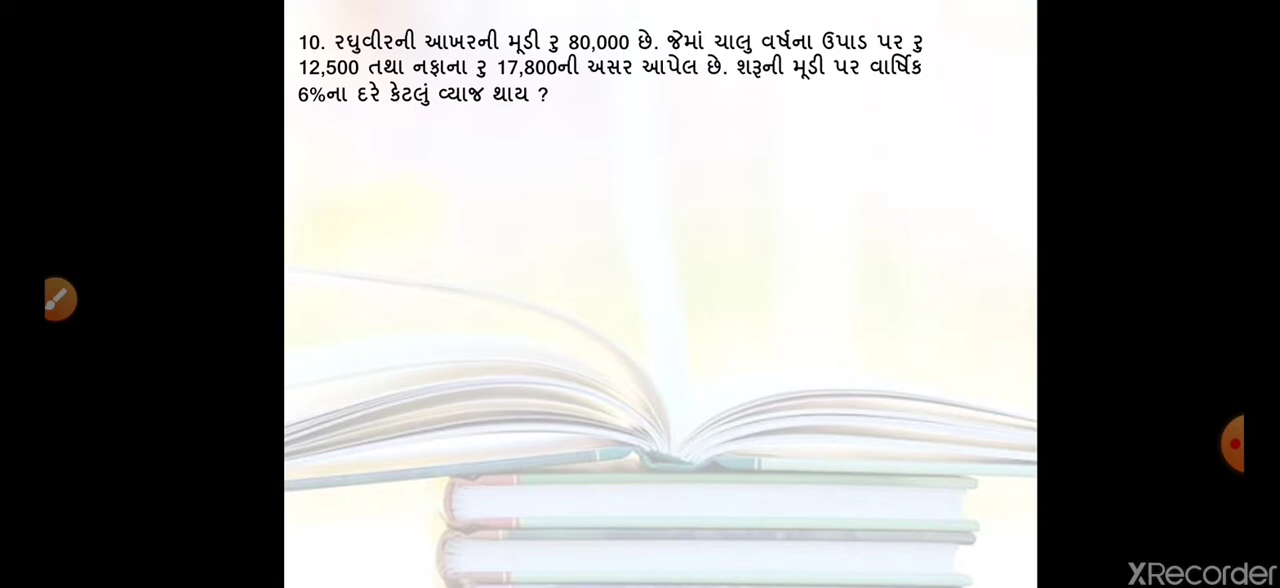 10. રઘુવીરની આખરની મૂડી રુ 80,000 છે. જેમાં ચાલુ વર્ષના ઉપાડ પર રુ
12,500 તથા નફાના રુ 17,800ની અસર આપેલ છે. શરૂની મૂડી પર વાર્ષિક
6%ના દરે કેટલું વ્યાજ થાય ?
XRecorder